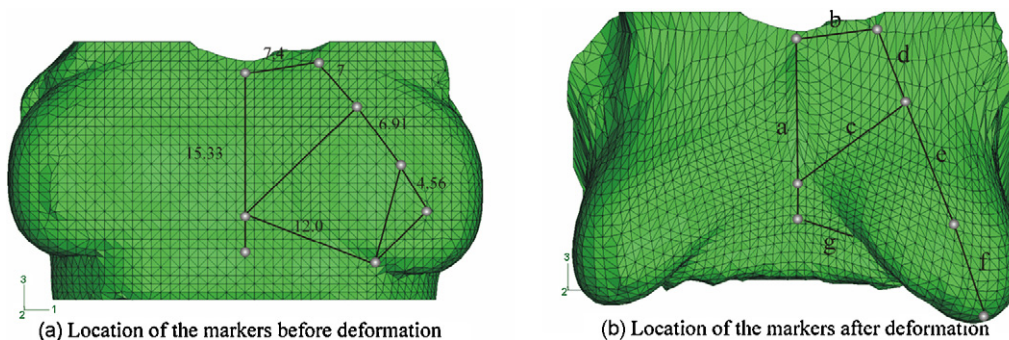 7.4
7
6.91
15.33
4.56
12.0
3
2 1
(a) Location of the markers before deformation
b
d
a
c
e
g
f
3
2
(b) Location of the markers after deformation